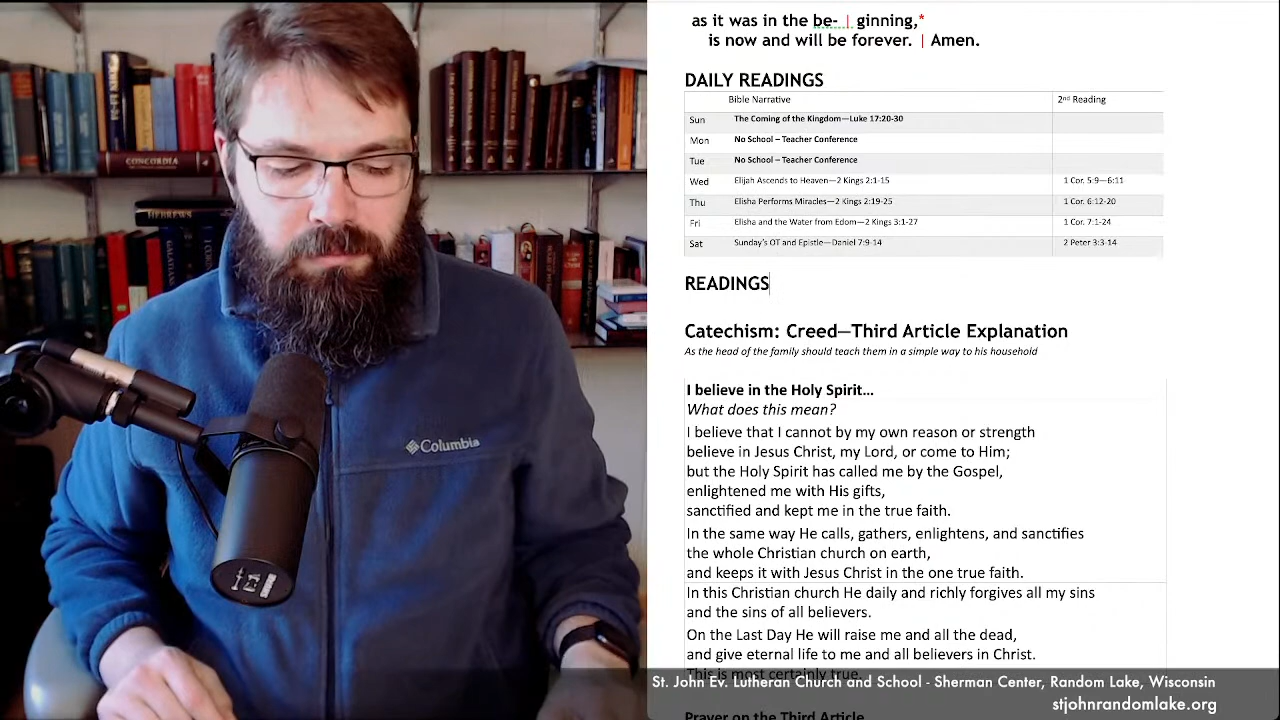 as it was in the be- | ginning,*
is now and will be forever. | Amen.
DAILY READINGS
Bible Narrative 2nd Reading
Sun The Coming of the Kingdom—Luke 17:20-30
Mon No School – Teacher Conference
Tue No School – Teacher Conference
Wed Elijah Ascends to Heaven—2 Kings 2:1-15 1 Cor. 5:9—6:11
Thu Elisha Performs Miracles—2 Kings 2:19-25 1 Cor. 6:12-20
Fri Elisha and the Water from Edom—2 Kings 3:1-27 1 Cor. 7:1-24
Sat Sunday's OT and Epistle—Daniel 7:9-14 2 Peter 3:3-14
READINGS
Catechism: Creed—Third Article Explanation
As the head of the family should teach them in a simple way to his household
I believe in the Holy Spirit...
What does this mean?
I believe that I cannot by my own reason or strength
believe in Jesus Christ, my Lord, or come to Him;
but the Holy Spirit has called me by the Gospel,
enlightened me with His gifts,
sanctified and kept me in the true faith.
In the same way He calls, gathers, enlightens, and sanctifies
the whole Christian church on earth,
and keeps it with Jesus Christ in the one true faith.
In this Christian church He daily and richly forgives all my sins
and the sins of all believers.
On the Last Day He will raise me and all the dead,
and give eternal life to me and all believers in Christ.
This is most certainly true.
St. John Ev. Lutheran Church and School - Sherman Center, Random Lake, Wisconsin
stjohnrandomlake.org
Prayer on the Third Article
CONCORDIA
HEBREWS
GALATIANS
Columbia